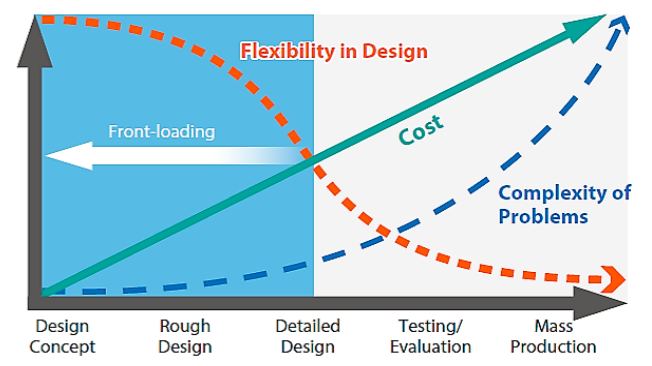 Flexibility in Design
Front-loading
Cost
Complexity of
Problems
Design
Concept
Rough
Design
Detailed
Design
Testing/
Evaluation
Mass
Production